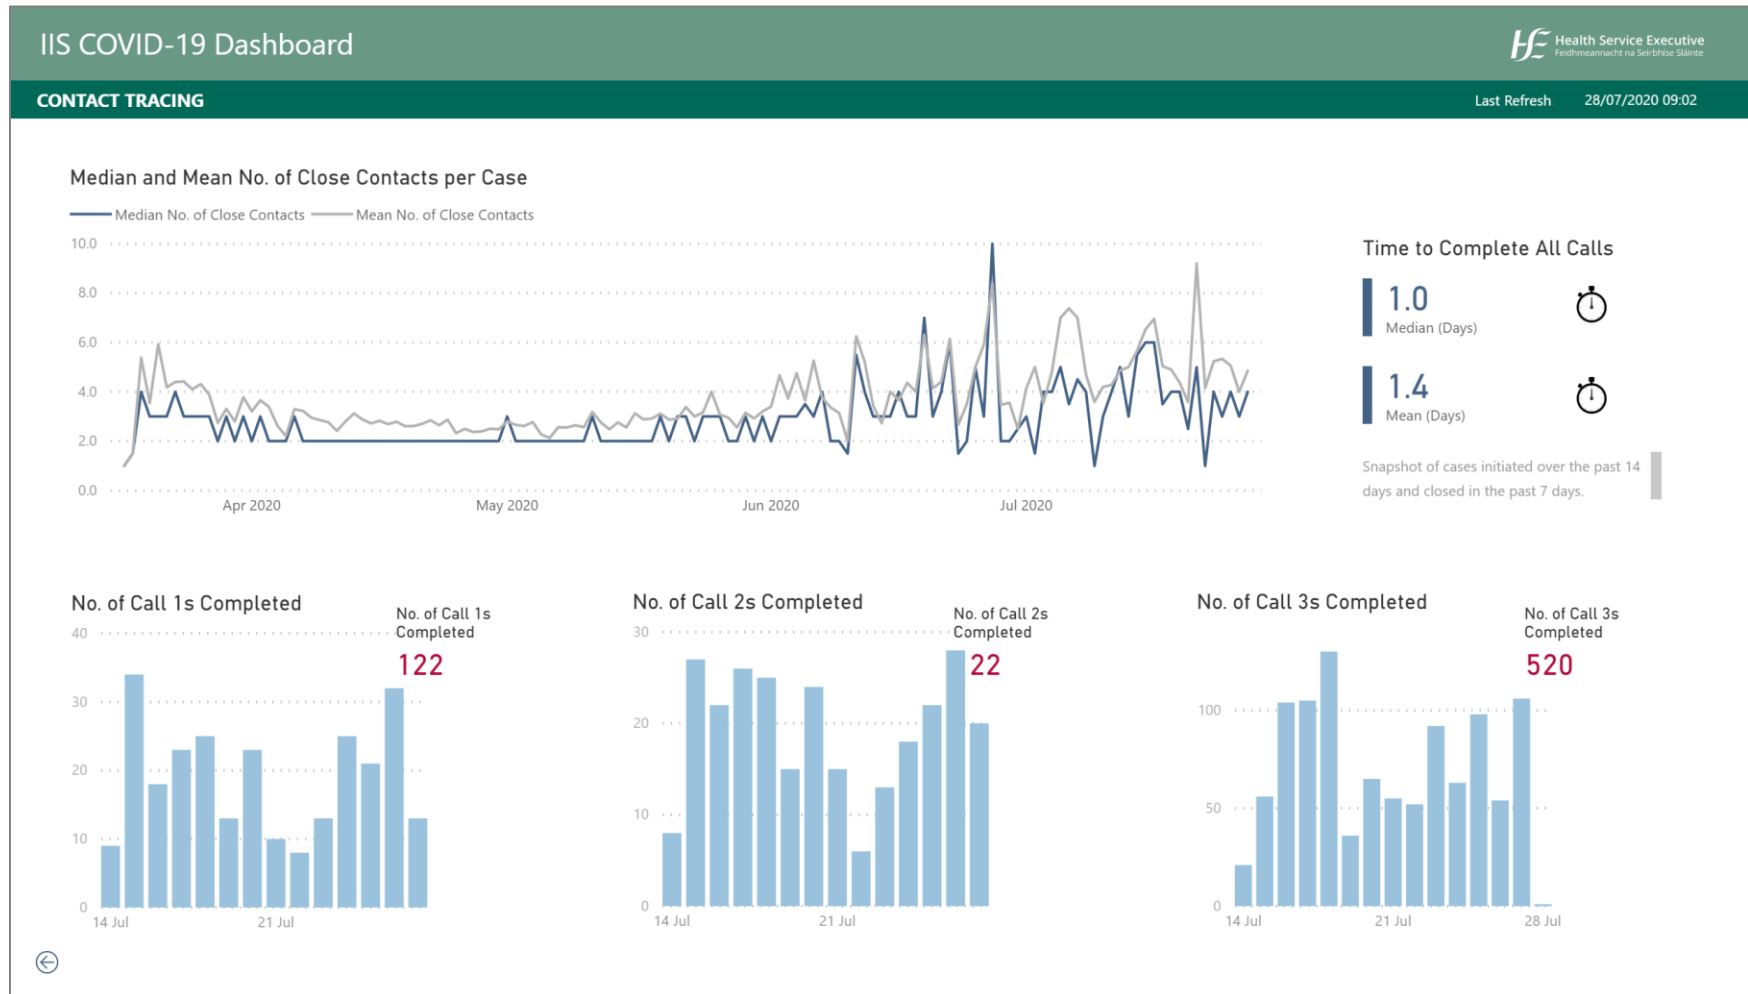 IIS COVID-19 Dashboard
Health Service Executive
Feidhmeannacht na Seirbhíse Sláinte
CONTACT TRACING
Last Refresh 28/07/2020 09:02
Median and Mean No. of Close Contacts per Case
Median No. of Close Contacts Mean No. of Close Contacts
10.0
8.0
6.0
4.0
2.0
0.0
Apr 2020 May 2020 Jun 2020 Jul 2020
Time to Complete All Calls
1.0
Median (Days)
1.4
Mean (Days)
Snapshot of cases initiated over the past 14
days and closed in the past 7 days.
No. of Call 1s Completed
No. of Call 1s
Completed
122
40
30
20
10
0
14 Jul 21 Jul
No. of Call 2s Completed
No. of Call 2s
Completed
22
30
20
10
0
14 Jul 21 Jul
No. of Call 3s Completed
No. of Call 3s
Completed
520
100
50
0
14 Jul 21 Jul 28 Jul